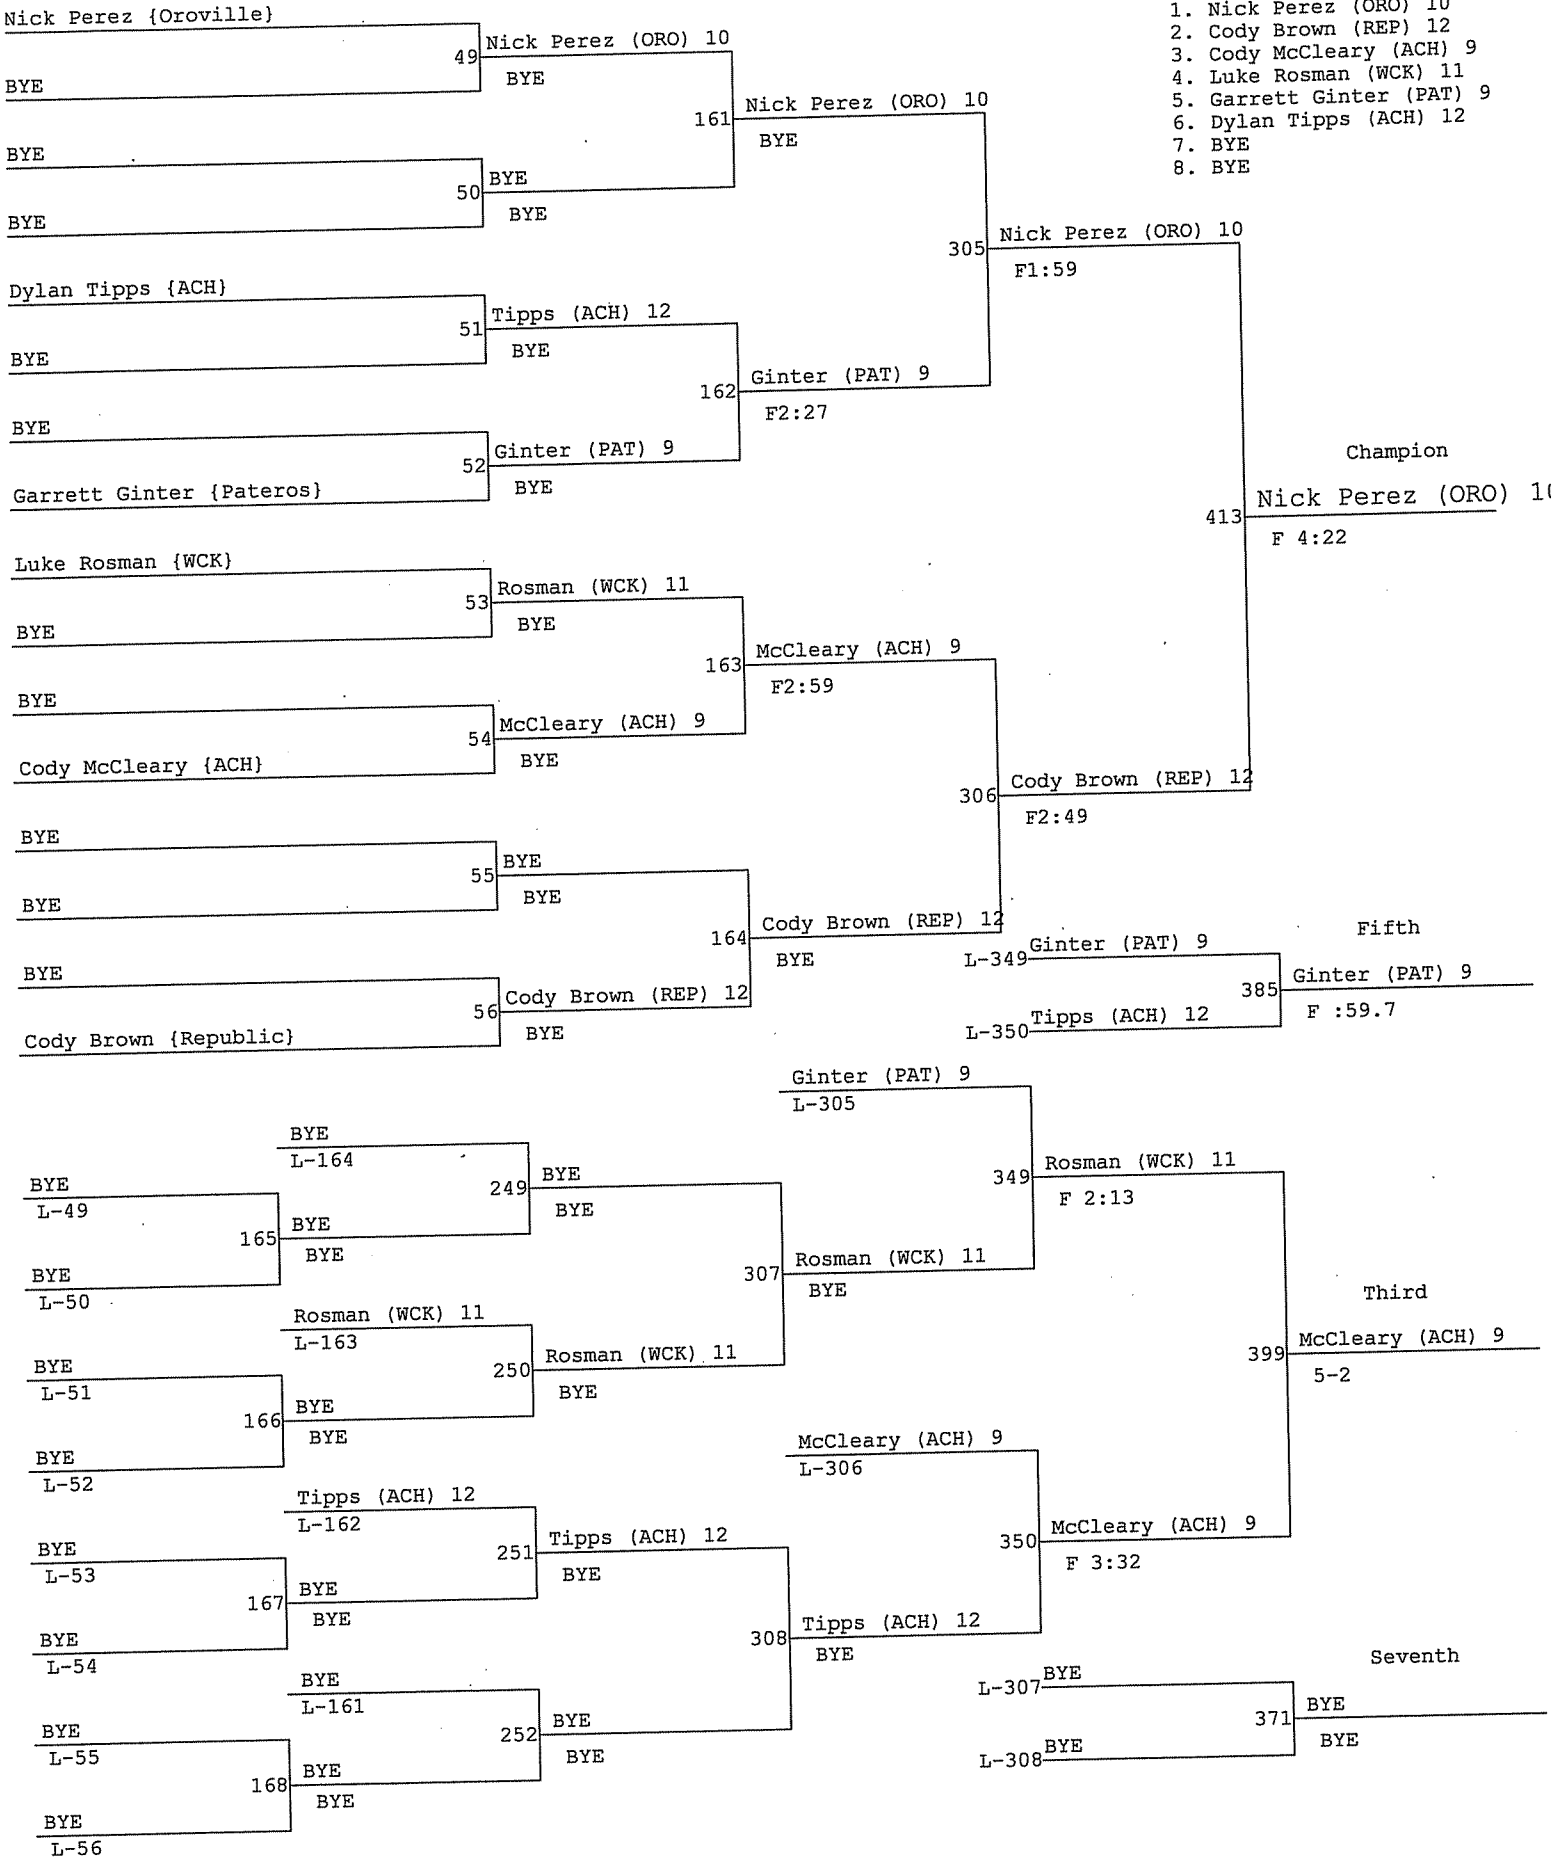 1. Nick Perez (ORO) 10
2. Cody Brown (REP) 12
3. Cody McCleary (ACH) 9
4. Luke Rosman (WCK) 11
5. Garrett Ginter (PAT) 9
6. Dylan Tipps (ACH) 12
7. BYE
8. BYE
Nick Perez {Oroville}
49 Nick Perez (ORO) 10
BYE
BYE
161 Nick Perez (ORO) 10
BYE
BYE
50 BYE
BYE
BYE
305 Nick Perez (ORO) 10
F1:59
Dylan Tipps {ACH}
51 Tipps (ACH) 12
BYE
BYE
162 Ginter (PAT) 9
F2:27
BYE
52 Ginter (PAT) 9
BYE
Garrett Ginter {Pateros}
Champion
413 Nick Perez (ORO)
F 4:22
Luke Rosman {WCK}
53 Rosman (WCK) 11
BYE
BYE
163 McCleary (ACH) 9
F2:59
BYE
54 McCleary (ACH) 9
BYE
Cody McCleary {ACH}
306 Cody Brown (REP) 12
F2:49
BYE
55 BYE
BYE
BYE
164 Cody Brown (REP) 12
BYE
BYE
56 Cody Brown (REP) 12
BYE
Cody Brown {Republic}
Fifth
L-349 Ginter (PAT) 9
385 Ginter (PAT) 9
F :59.7
L-350 Tipps (ACH) 12
Ginter (PAT) 9
L-305
BYE
L-164
249 BYE
BYE
349 Rosman (WCK) 11
F 2:13
BYE
L-49
165 BYE
BYE
BYE
L-50
307 Rosman (WCK) 11
BYE
Rosman (WCK) 11
L-163
250 Rosman (WCK) 11
BYE
BYE
L-51
166 BYE
BYE
BYE
L-52
Third
399 McCleary (ACH) 9
5-2
McCleary (ACH) 9
L-306
Tipps (ACH) 12
L-162
251 Tipps (ACH) 12
BYE
350 McCleary (ACH) 9
F 3:32
BYE
L-53
167 BYE
BYE
BYE
L-54
308 Tipps (ACH) 12
BYE
BYE
L-161
252 BYE
BYE
BYE
L-55
168 BYE
BYE
BYE
L-56
Seventh
L-307 BYE
371 BYE
BYE
L-308 BYE